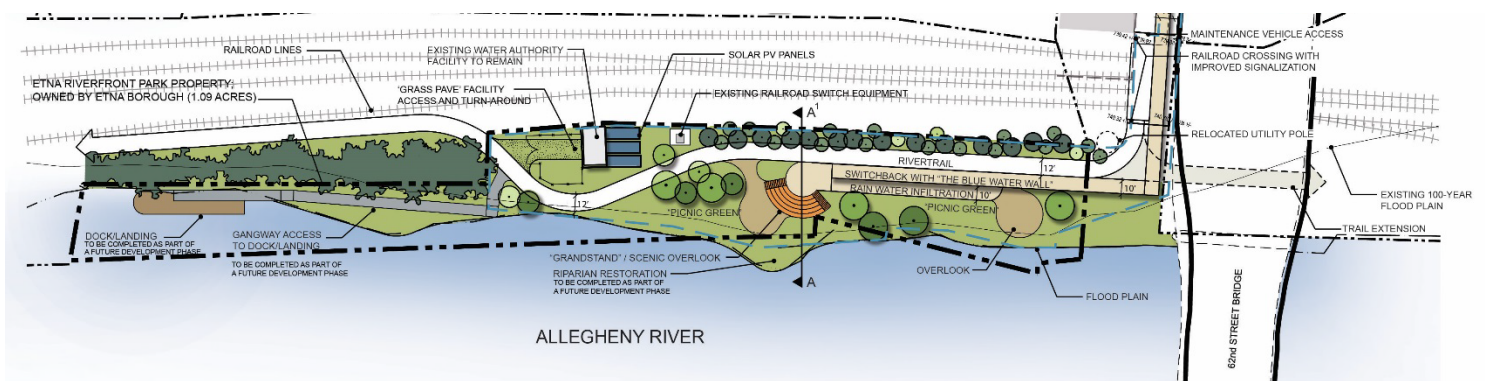 RAILROAD LINES
EXISTING WATER AUTHORITY
FACILITY TO REMAIN
SOLAR PV PANELS
MAINTENANCE VEHICLE ACCESS
RAILROAD CROSSING WITH
IMPROVED SIGNALIZATION
ETNA RIVERFRONT PARK PROPERTY;
OWNED BY ETNA BOROUGH (1.09 ACRES)
'GRASS PAVE' FACILITY
ACCESS AND TURN-AROUND
EXISTING RAILROAD SWITCH EQUIPMENT
A¹
RELOCATED UTILITY POLE
RIVERTRAIL
12'
SWITCHBACK WITH "THE BLUE WATER WALL"
RAIN WATER INFILTRATION
10'
10'
EXISTING 100-YEAR
FLOOD PLAIN
12'
"PICNIC GREEN"
"PICNIC GREEN"
TRAIL EXTENSION
DOCK/LANDING
TO BE COMPLETED AS PART OF
A FUTURE DEVELOPMENT PHASE
GANGWAY ACCESS
TO DOCK/LANDING
TO BE COMPLETED AS PART OF
A FUTURE DEVELOPMENT PHASE
"GRANDSTAND" / SCENIC OVERLOOK
RIPARIAN RESTORATION
TO BE COMPLETED AS PART OF
A FUTURE DEVELOPMENT PHASE
A
OVERLOOK
FLOOD PLAIN
ALLEGHENY RIVER
62nd STREET BRIDGE